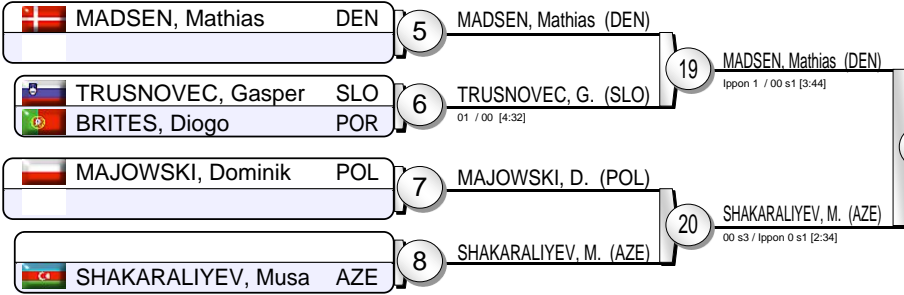 MADSEN, Mathias DEN
5
MADSEN, Mathias (DEN)
TRUSNOVEC, Gasper SLO
BRITES, Diogo POR
6
TRUSNOVEC, G. (SLO)
01 / 00 [4:32]
19
MADSEN, Mathias (DEN)
Ippon 1 / 00 s1 [3:44]
MAJOWSKI, Dominik POL
7
MAJOWSKI, D. (POL)
SHAKARALIYEV, Musa AZE
8
SHAKARALIYEV, M. (AZE)
20
SHAKARALIYEV, M. (AZE)
00 s3 / Ippon 0 s1 [2:34]